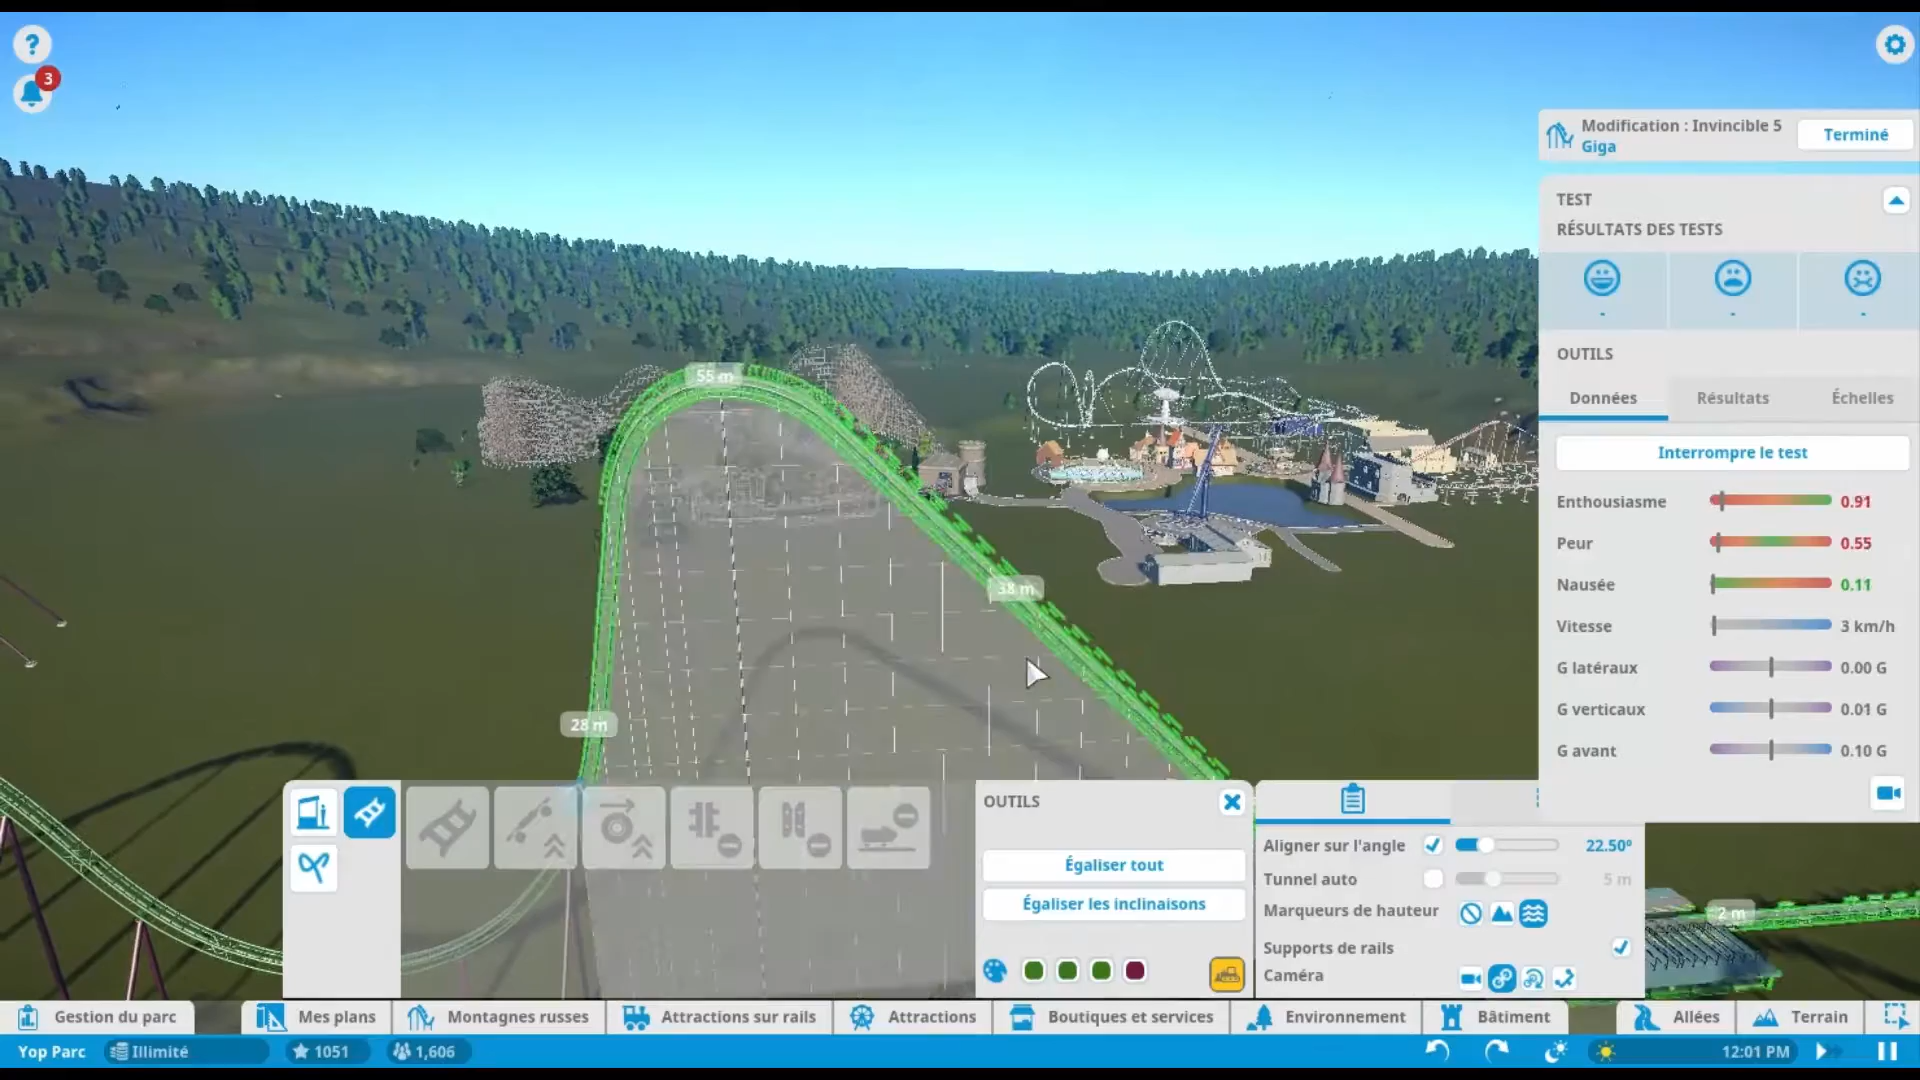 ?
3
Modification : Invincible 5
Giga
Terminé
TEST
RÉSULTATS DES TESTS
-
-
-
OUTILS
Données
Résultats
Échelles
Interrompre le test
Enthousiasme 0.91
Peur 0.55
Nausée 0.11
Vitesse 3 km/h
G latéraux 0.00 G
G verticaux 0.01 G
G avant 0.10 G
55 m
38 m
28 m
2 m
OUTILS
Égaliser tout
Égaliser les inclinaisons
Aligner sur l'angle 22.50°
Tunnel auto 5 m
Marqueurs de hauteur
Supports de rails
Caméra
Gestion du parc
Mes plans
Montagnes russes
Attractions sur rails
Attractions
Boutiques et services
Environnement
Bâtiment
Allées
Terrain
Yop Parc
Illimité
1051
1,606
12:01 PM